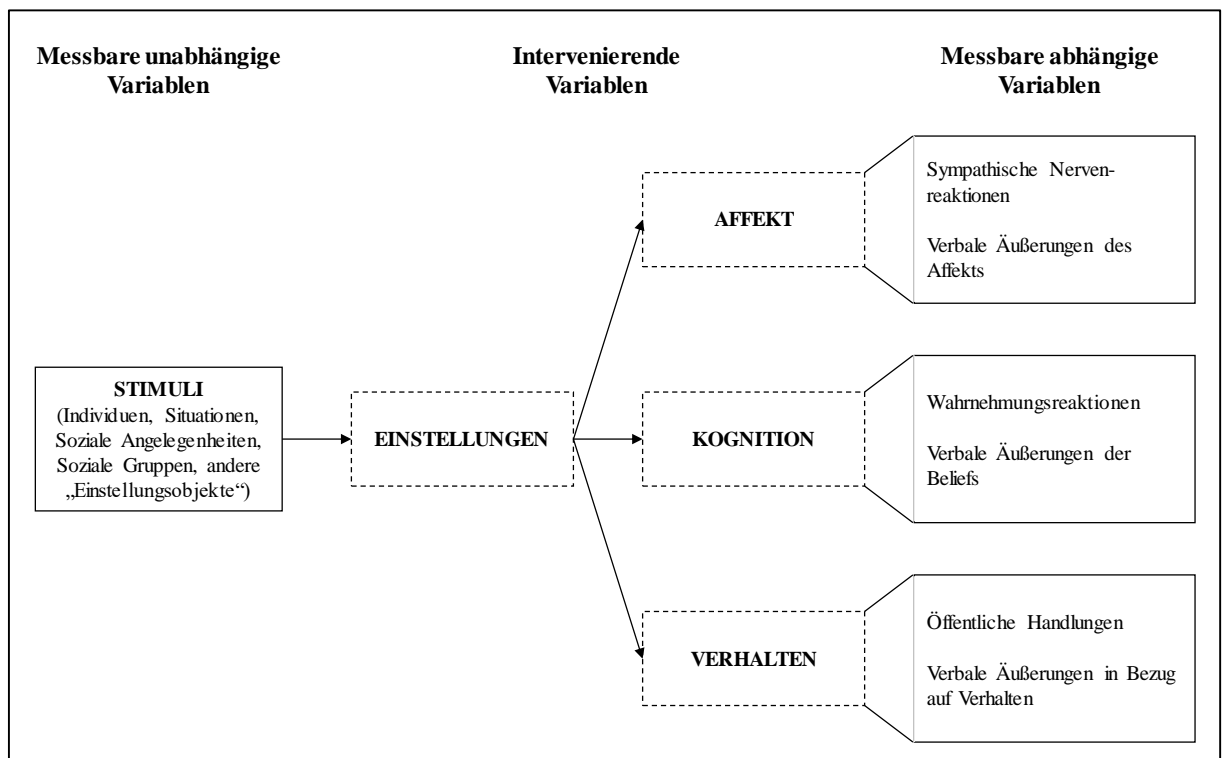 Messbare unabhängige
Variablen
Intervenierende
Variablen
Messbare abhängige
Variablen
STIMULI
(Individuen, Situationen,
Soziale Angelegenheiten,
Soziale Gruppen, andere
„Einstellungsobjekte“)
EINSTELLUNGEN
AFFEKT
Sympathische Nerven-
reaktionen
Verbale Äußerungen des
Affekts
KOGNITION
Wahrnehmungsreaktionen
Verbale Äußerungen der
Beliefs
VERHALTEN
Öffentliche Handlungen
Verbale Äußerungen in Bezug
auf Verhalten